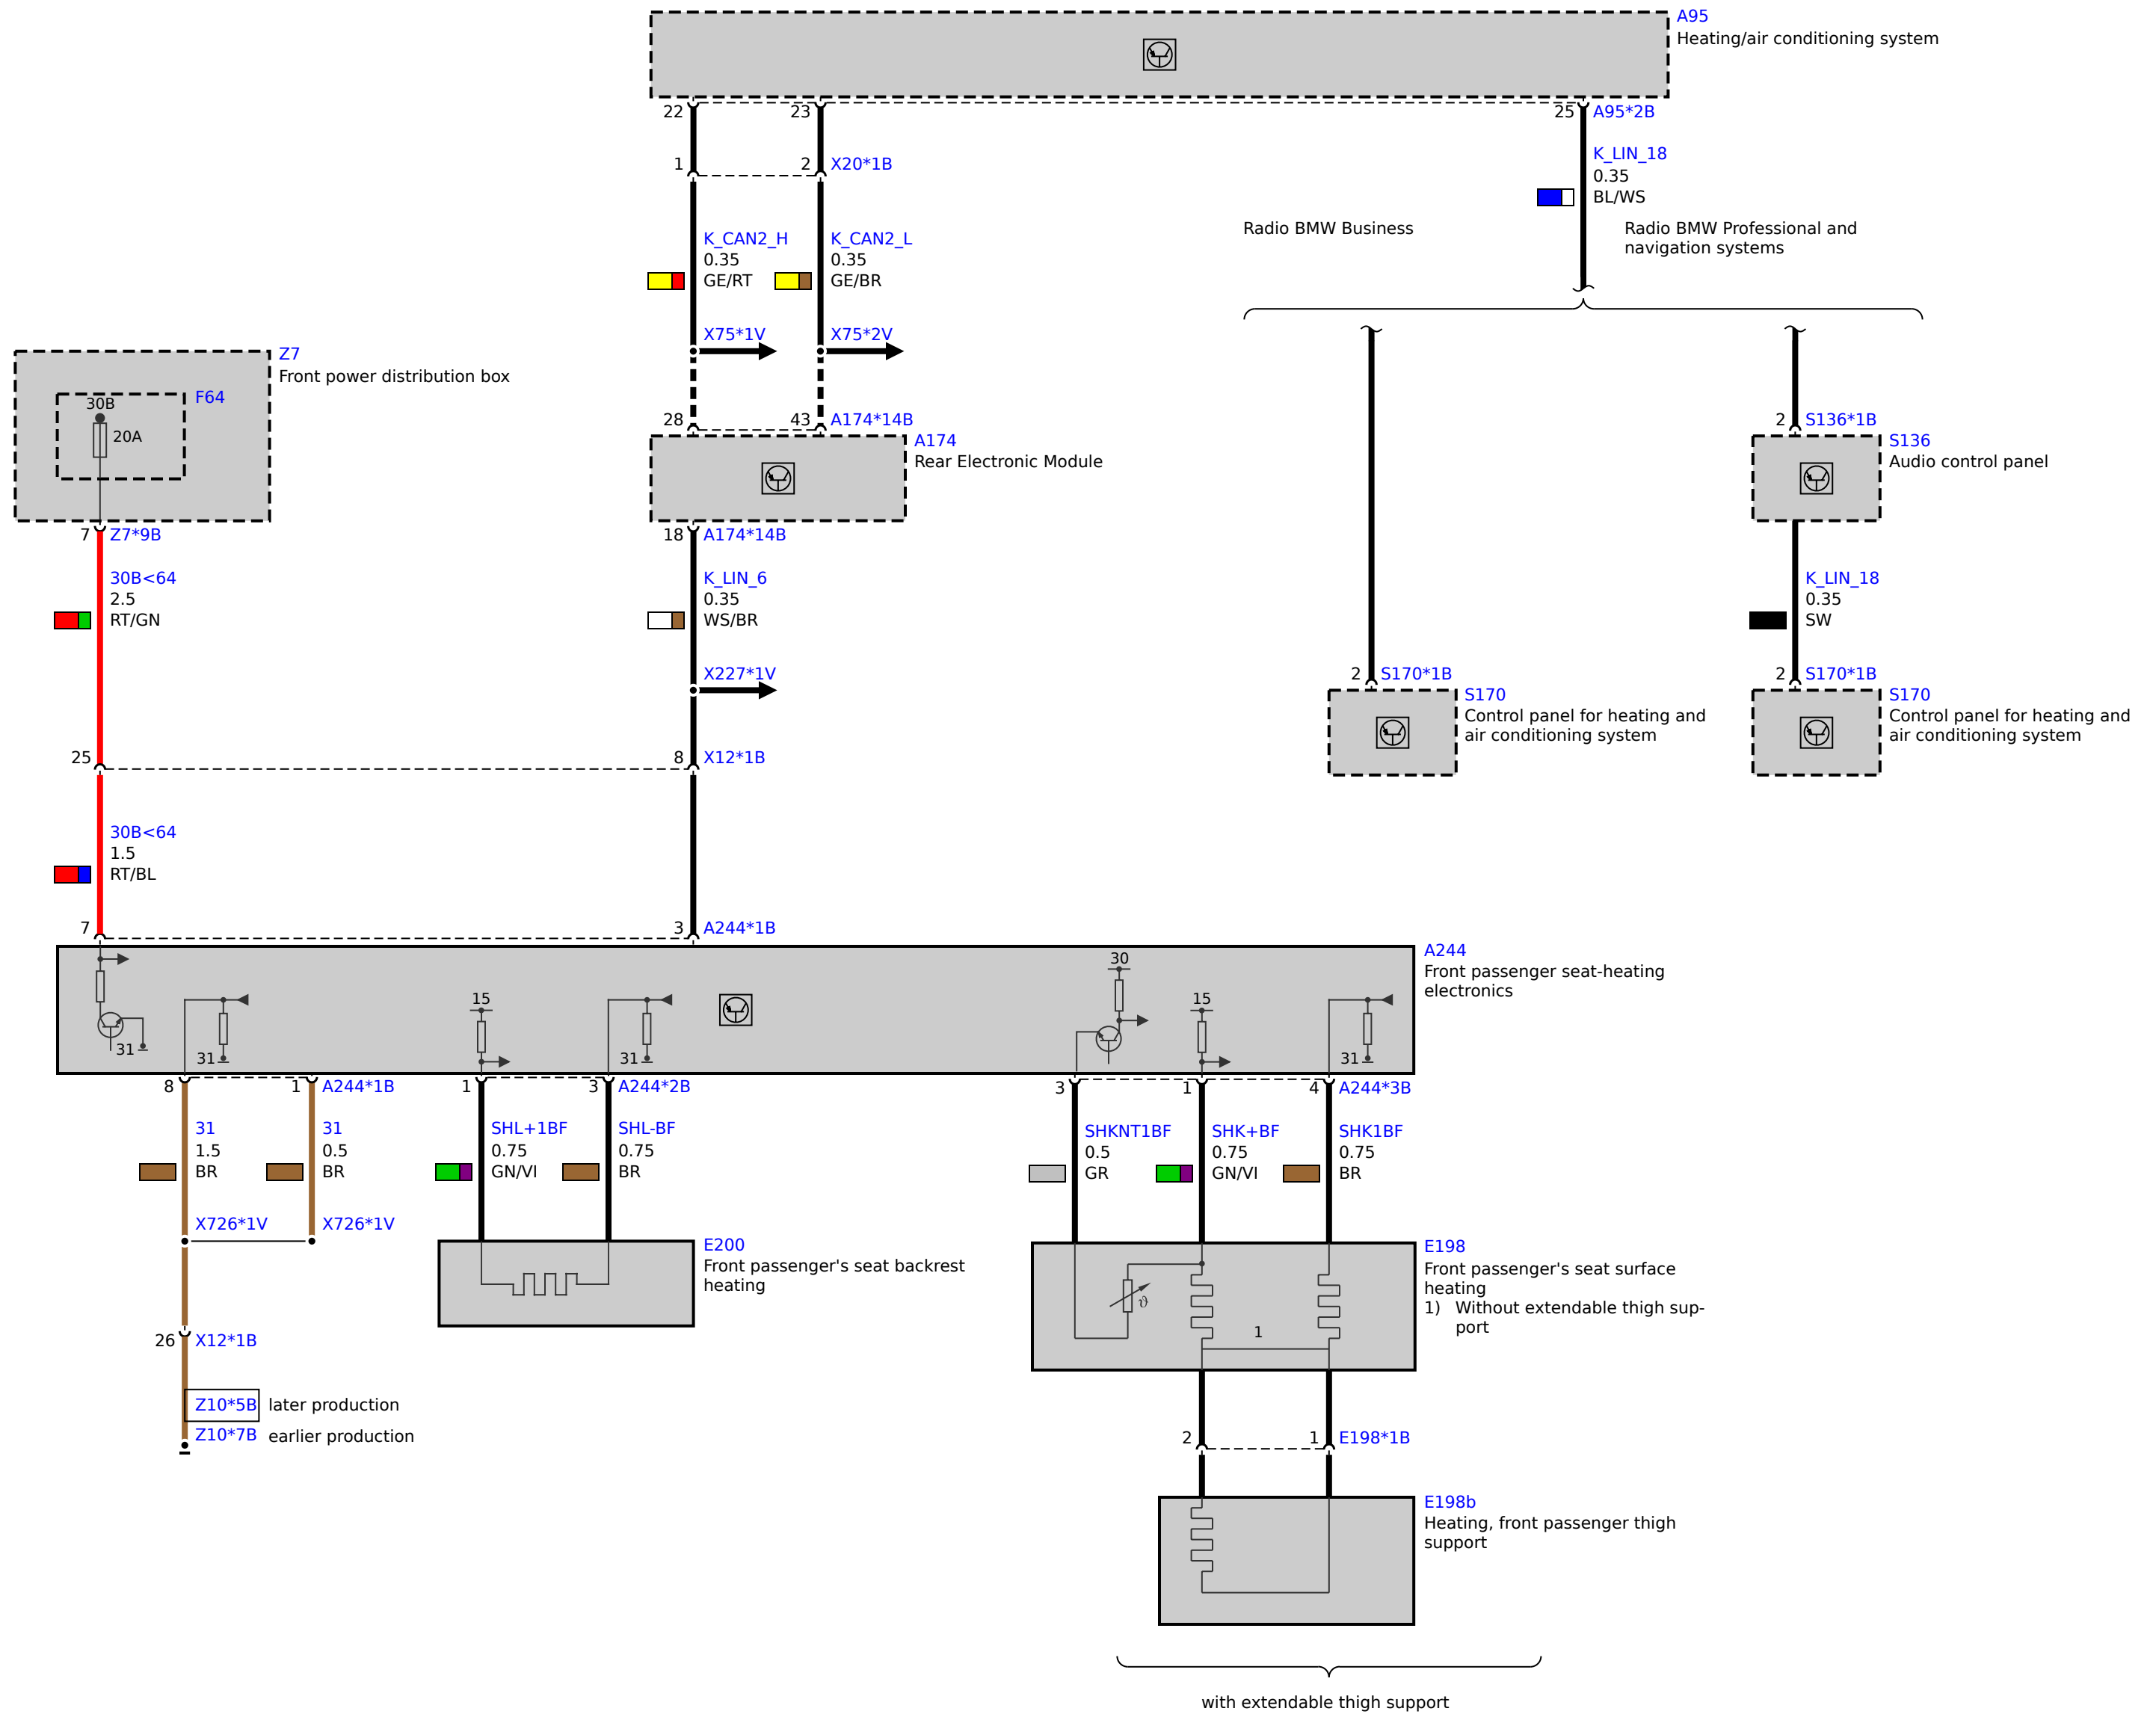 A95
Heating/air conditioning system
22
23
25
A95*2B
1
2
X20*1B
K_LIN_18
0.35
BL/WS
Radio BMW Business
Radio BMW Professional and
navigation systems
K_CAN2_H
0.35
GE/RT
K_CAN2_L
0.35
GE/BR
X75*1V
X75*2V
Z7
Front power distribution box
F64
30B
20A
28
43
A174*14B
A174
Rear Electronic Module
2
S136*1B
S136
Audio control panel
7
Z7*9B
18
A174*14B
30B<64
2.5
RT/GN
K_LIN_6
0.35
WS/BR
K_LIN_18
0.35
SW
X227*1V
2
S170*1B
S170
Control panel for heating and
air conditioning system
2
S170*1B
S170
Control panel for heating and
air conditioning system
25
8
X12*1B
30B<64
1.5
RT/BL
7
3
A244*1B
A244
Front passenger seat-heating
electronics
31
31
15
31
30
15
31
8
1
A244*1B
1
3
A244*2B
3
1
4
A244*3B
31
1.5
BR
31
0.5
BR
SHL+1BF
0.75
GN/VI
SHL-BF
0.75
BR
SHKNT1BF
0.5
GR
SHK+BF
0.75
GN/VI
SHK1BF
0.75
BR
X726*1V
X726*1V
E200
Front passenger's seat backrest
heating
E198
Front passenger's seat surface
heating
1) Without extendable thigh sup-
port
ϑ
1
26
X12*1B
Z10*5B
later production
Z10*7B
earlier production
2
1
E198*1B
E198b
Heating, front passenger thigh
support
with extendable thigh support